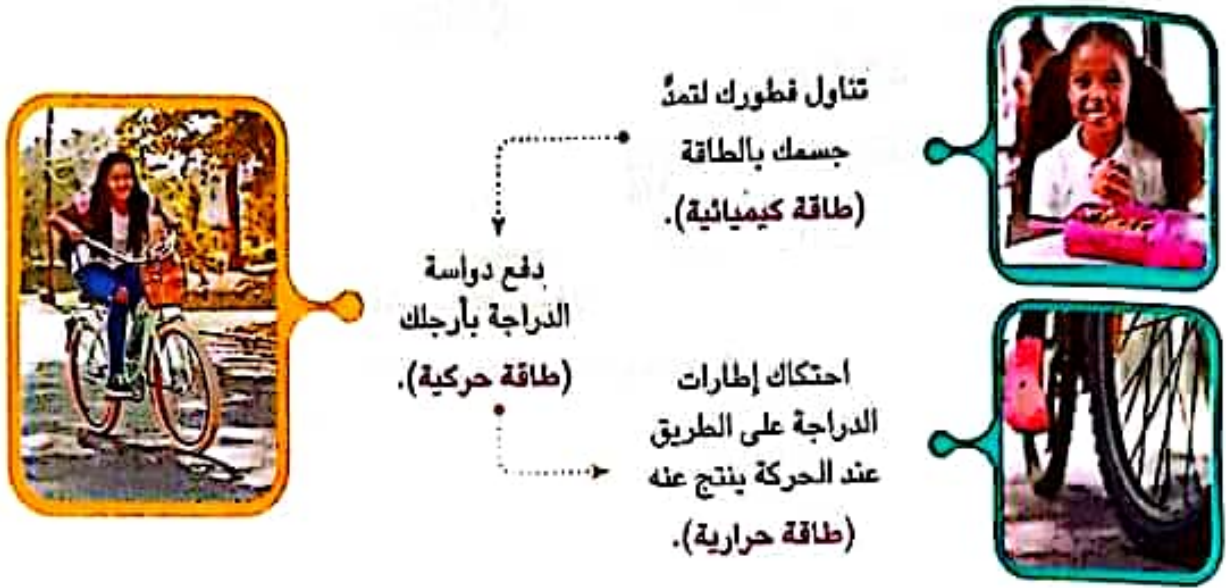 تناول فطورك لتمدَّ
جسمك بالطاقة
(طاقة كيميائية).
دفع دواسة
الدراجة بأرجلك
(طاقة حركية).
احتكاك إطارات
الدراجة على الطريق
عند الحركة ينتج عنه
(طاقة حرارية).